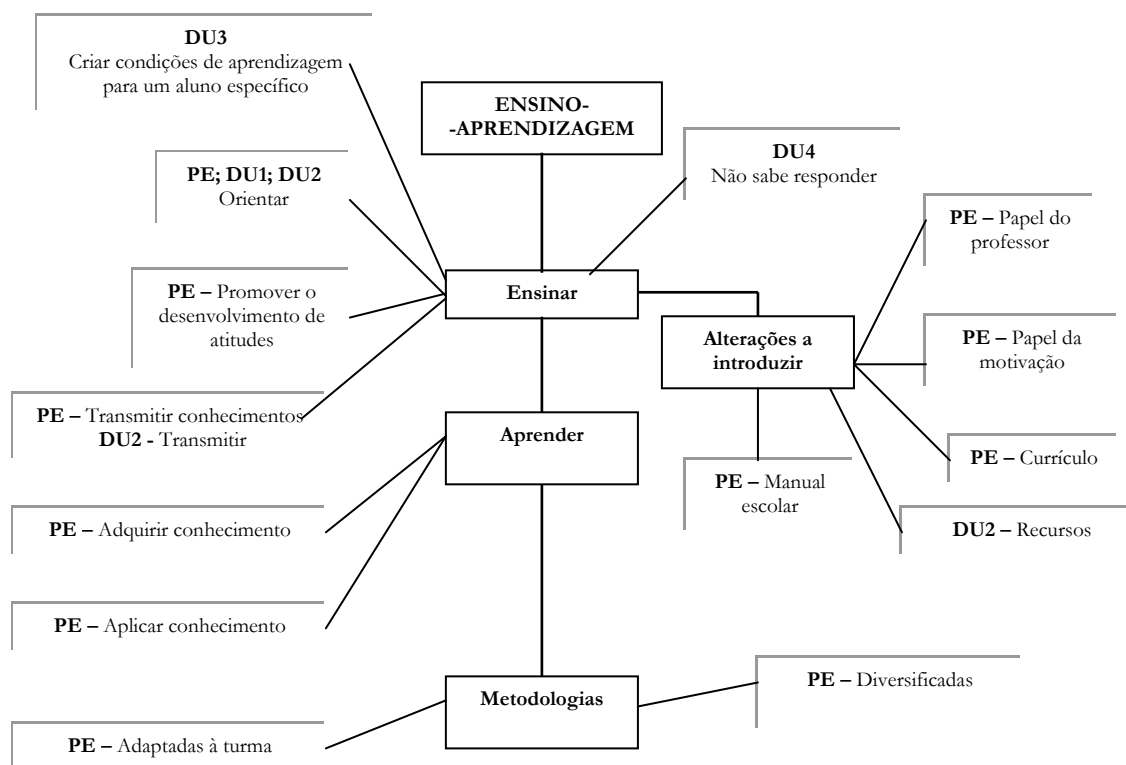 DU3
Criar condições de aprendizagem
para um aluno específico
ENSINO-
-APRENDIZAGEM
DU4
Não sabe responder
PE; DU1; DU2
Orientar
PE – Papel do
professor
PE – Promover o
desenvolvimento de
atitudes
Ensinar
Alterações a
introduzir
PE – Papel da
motivação
PE – Transmitir conhecimentos
DU2 - Transmitir
Aprender
PE – Manual
escolar
PE – Currículo
PE – Adquirir conhecimento
DU2 – Recursos
PE – Aplicar conhecimento
Metodologias
PE – Diversificadas
PE – Adaptadas à turma